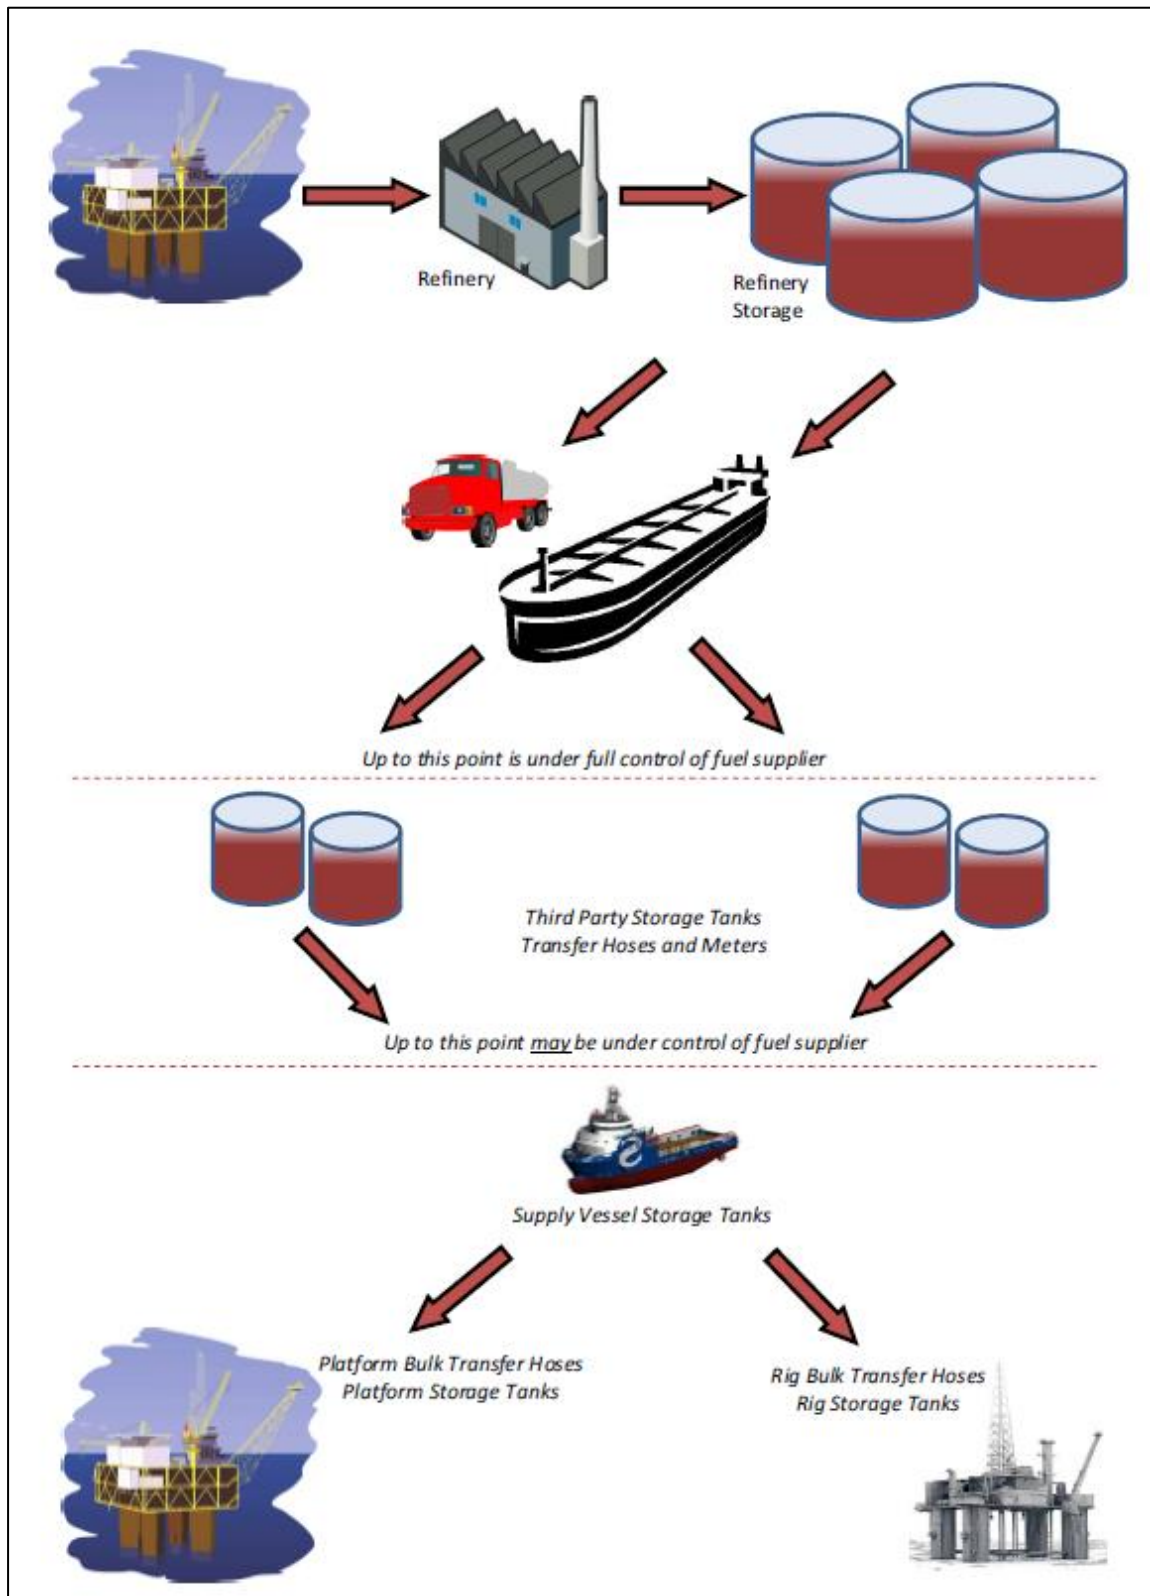 Refinery
Refinery
Storage
Up to this point is under full control of fuel supplier
Third Party Storage Tanks
Transfer Hoses and Meters
Up to this point may be under control of fuel supplier
Supply Vessel Storage Tanks
Platform Bulk Transfer Hoses
Platform Storage Tanks
Rig Bulk Transfer Hoses
Rig Storage Tanks